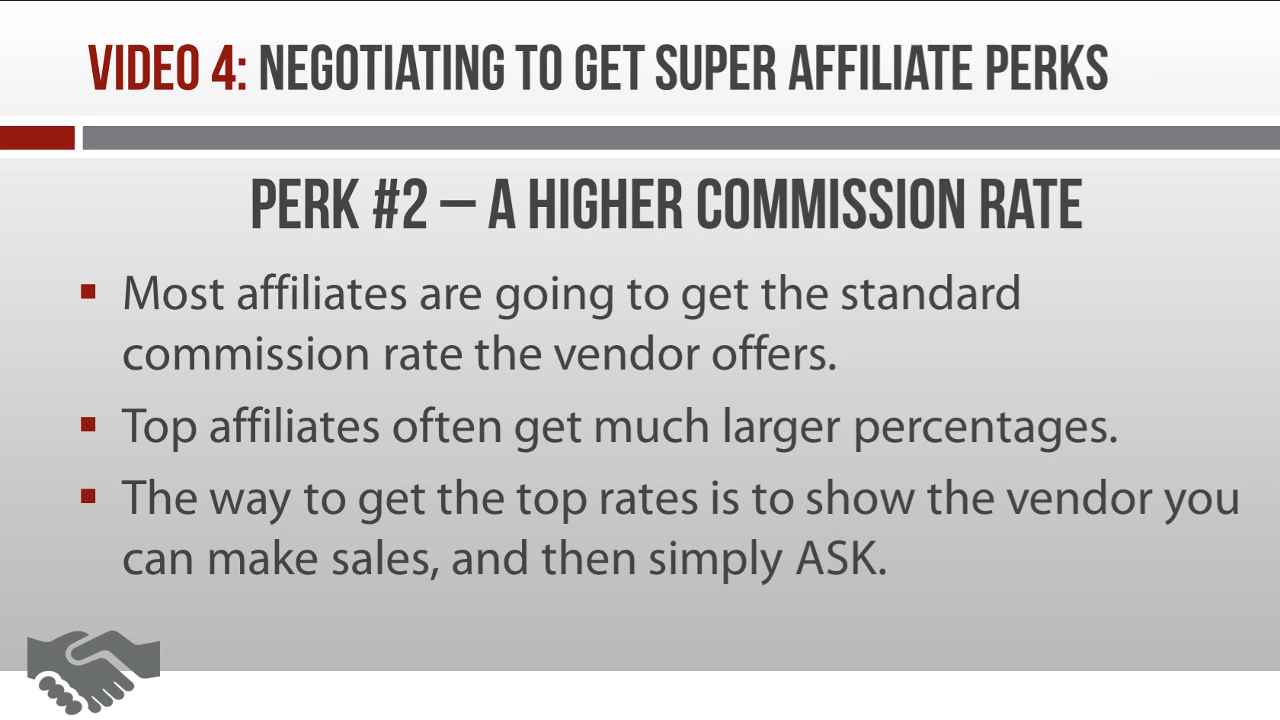 VIDEO 4: NEGOTIATING TO GET SUPER AFFILIATE PERKS
PERK #2 – A HIGHER COMMISSION RATE
Most affiliates are going to get the standard
commission rate the vendor offers.
Top affiliates often get much larger percentages.
The way to get the top rates is to show the vendor you
can make sales, and then simply ASK.